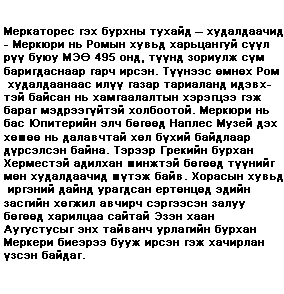 Меркаторес гэх бурхны тухайд – худалдаачид
- Меркюри нь Ромын хувьд харьцангуй сүүл
рүү буюу МЭӨ 495 онд, түүнд зориулж сүм
баригдаснаар гарч ирсэн. Түүнээс өмнөх Ром
худалдаанаас илүү газар тариаланд идэвх-
тэй байсан нь хамгаалалтын хэрэгцээ гэж
бараг мэдрээгүйтэй холбоотой. Меркюри нь
бас Юпитерийн элч бөгөөд Наплес Музей дэх
хөшөө нь далавчтай хөл бүхий байдлаар
дүрсэлсэн байна. Тэрээр Грекийн бурхан
Херместэй адилхан шинжтэй бөгөөд түүнийг
мөн худалдаачид шүтэж байв. Хорасын хувьд
иргэний дайнд урагдсан ертөнцөд эдийн
засгийн хөгжил авчирч сэргээсэн залуу
бөгөөд харилцаа сайтай Эзэн хаан
Аугустусыг энх тайванч урлагийн бурхан
Меркери биеэрээ бууж ирсэн гэж хачирлан
үзсэн байдаг.